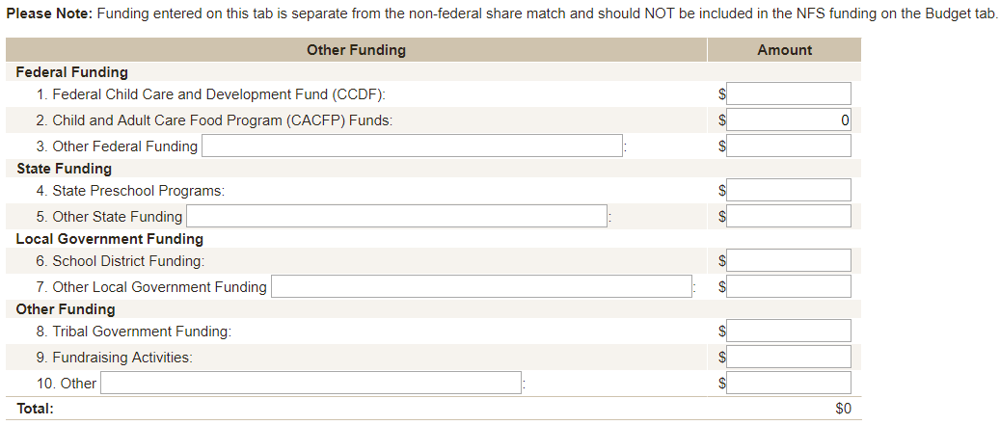 Please Note: Funding entered on this tab is separate from the non-federal share match and should NOT be included in the NFS funding on the Budget tab.
Other Funding Amount
Federal Funding
1. Federal Child Care and Development Fund (CCDF): $
2. Child and Adult Care Food Program (CACFP) Funds: $ 0
3. Other Federal Funding : $
State Funding
4. State Preschool Programs: $
5. Other State Funding : $
Local Government Funding
6. School District Funding: $
7. Other Local Government Funding : $
Other Funding
8. Tribal Government Funding: $
9. Fundraising Activities: $
10. Other : $
Total: $0